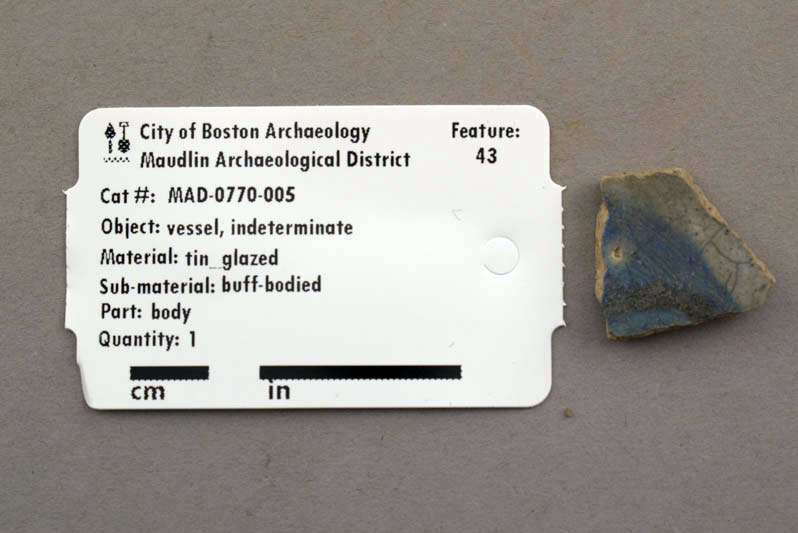 City of Boston Archaeology
Maudlin Archaeological District
Feature:
43
Cat #: MAD-0770-005
Object: vessel, indeterminate
Material: tin_glazed
Sub-material: buff-bodied
Part: body
Quantity: 1
cm in